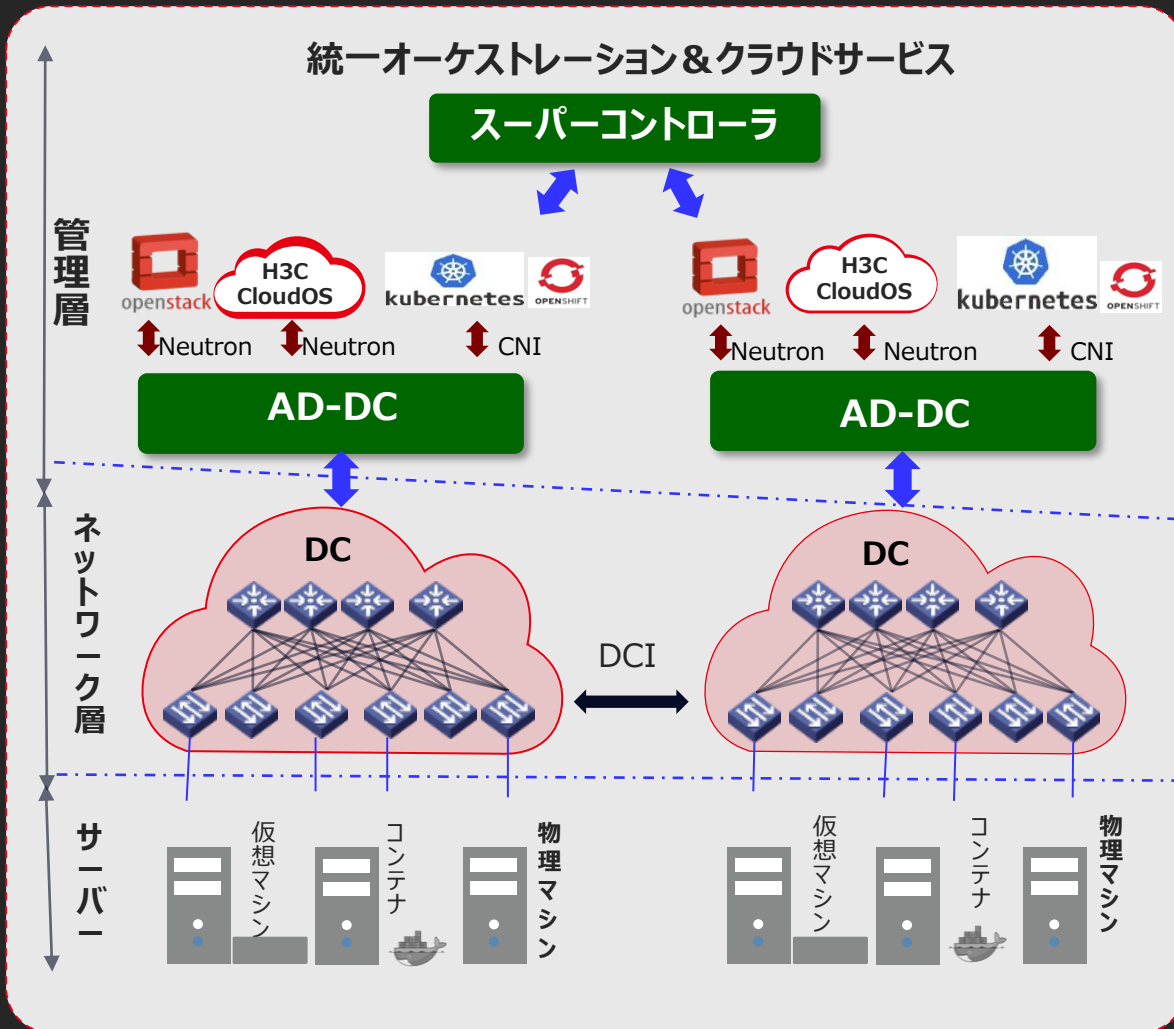 統一オーケストレーション＆クラウドサービス
スーパーコントローラ
管理層
openstack
H3C
CloudOS
kubernetes
OPENSHIFT
openstack
H3C
CloudOS
kubernetes
OPENSHIFT
Neutron
Neutron
CNI
Neutron
Neutron
CNI
AD-DC
AD-DC
ネットワーク層
DC
DC
DCI
サーバー
仮想マシン
コンテナ
物理マシン
仮想マシン
コンテナ
物理マシン